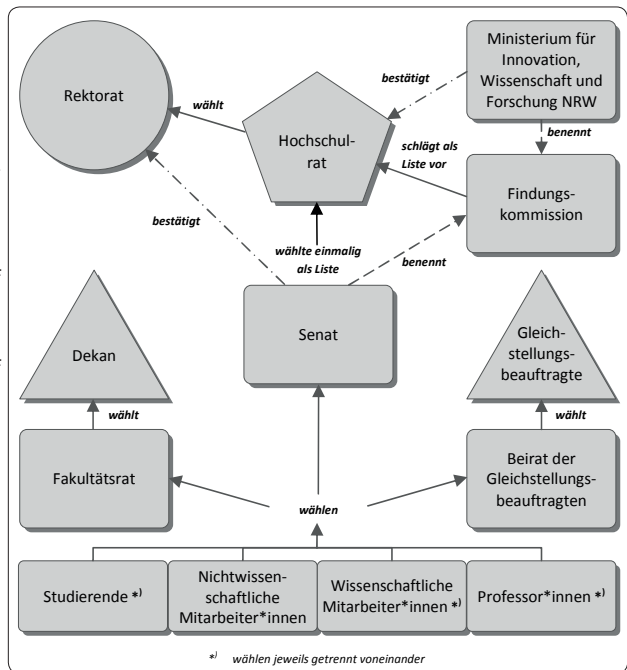 Rektorat
wählt
Hochschul-
rat
bestätigt
Ministerium für
Innovation,
Wissenschaft und
Forschung NRW
benennt
schlägt als
Liste vor
Findungs-
kommission
bestätigt
wählte einmalig
als Liste
benennt
Senat
Dekan
wählt
Fakultätsrat
Gleich-
stellungs-
beauftragte
wählt
Beirat der
Gleichstellungs-
beauftragten
wählen
Studierende *)
Nichtwissen-
schaftliche
Mitarbeiter*innen
Wissenschaftliche
Mitarbeiter*innen *)
Professor*innen *)
*) wählen jeweils getrennt voneinander